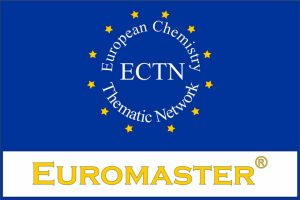 European Chemistry
ECTN
Thematic Network
EUROMASTER®